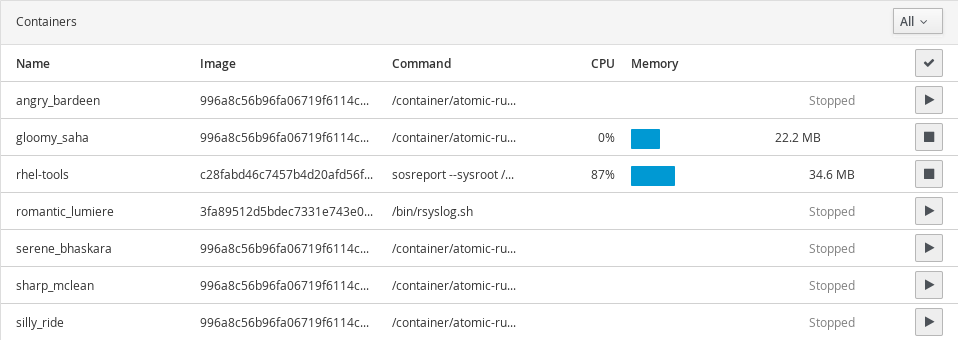 Containers All
Name Image Command CPU Memory
angry_bardeen 996a8c56b96fa06719f6114c... /container/atomic-ru... Stopped
gloomy_saha 996a8c56b96fa06719f6114c... /container/atomic-ru... 0% 22.2 MB
rhel-tools c28fabd46c7457b4d20afd56f... sosreport --sysroot /... 87% 34.6 MB
romantic_lumiere 3fa89512d5bdec7331e743e0... /bin/rsyslog.sh Stopped
serene_bhaskara 996a8c56b96fa06719f6114c... /container/atomic-ru... Stopped
sharp_mclean 996a8c56b96fa06719f6114c... /container/atomic-ru... Stopped
silly_ride 996a8c56b96fa06719f6114c... /container/atomic-ru... Stopped